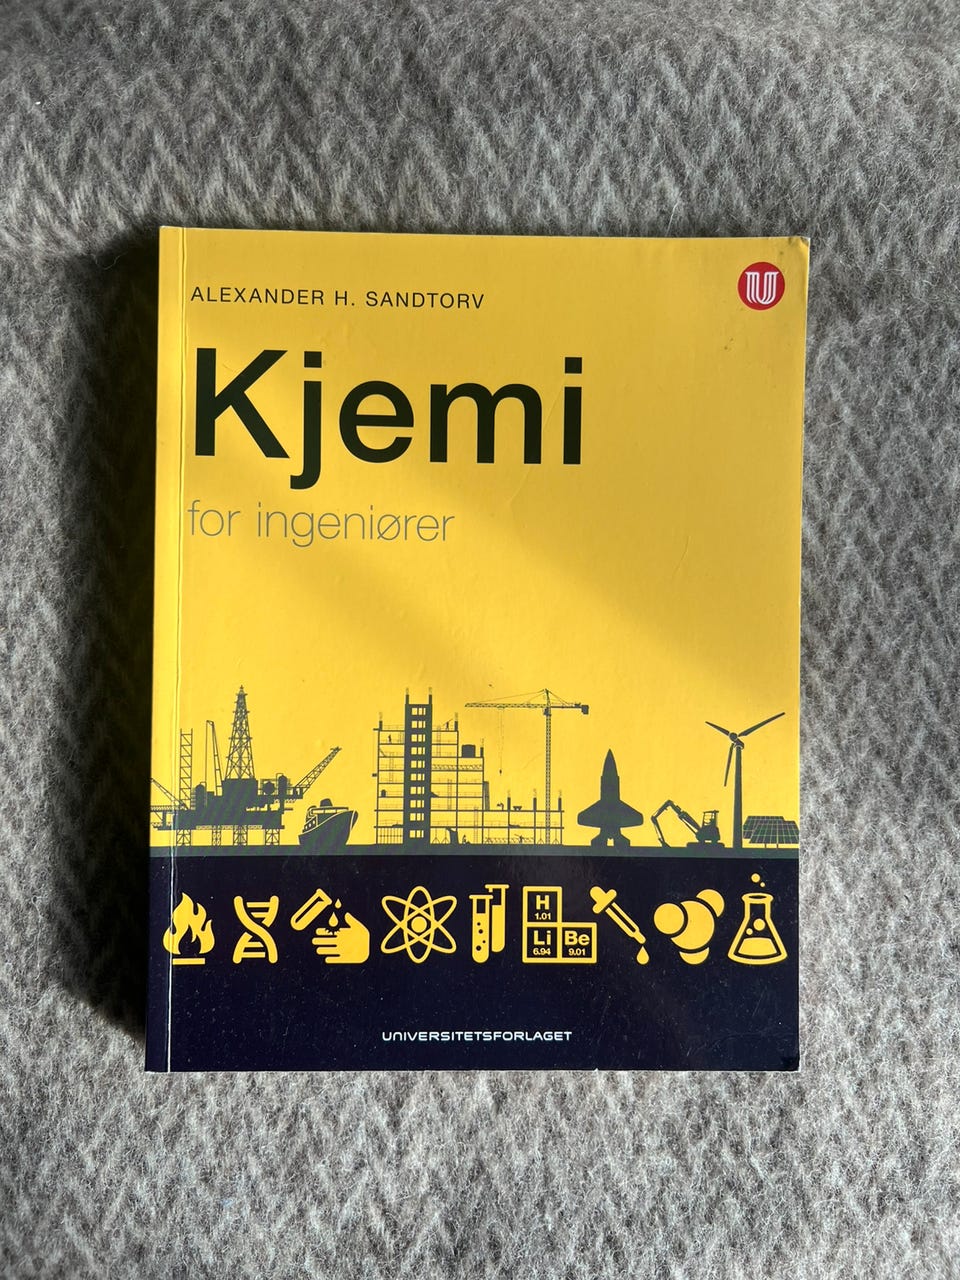 ALEXANDER H. SANDTORV
U
Kjemi
for ingeniører
H
1.01
Li Be
6.94 9.01
UNIVERSITETSFORLAGET